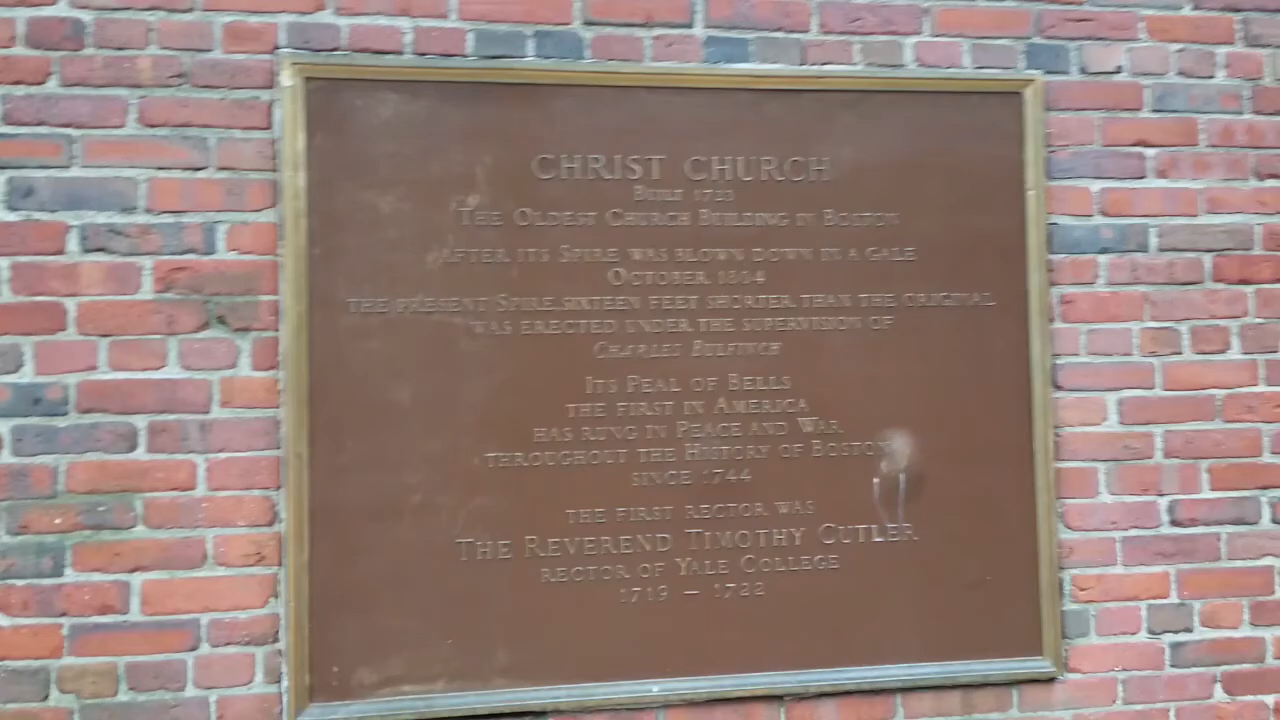 CHRIST CHURCH
BUILT 1723
THE OLDEST CHURCH BUILDING IN BOSTON
AFTER ITS SPIRE WAS BLOWN DOWN IN A GALE
OCTOBER 1804
THE PRESENT SPIRE SIXTEEN FEET SHORTER THAN THE ORIGINAL
WAS ERECTED UNDER THE SUPERVISION OF
CHARLES BULFINCH
ITS PEAL OF BELLS
THE FIRST IN AMERICA
HAS RUNG IN PEACE AND WAR
THROUGHOUT THE HISTORY OF BOSTON
SINCE 1744
THE FIRST RECTOR WAS
THE REVEREND TIMOTHY CUTLER
RECTOR OF YALE COLLEGE
1719 – 1722